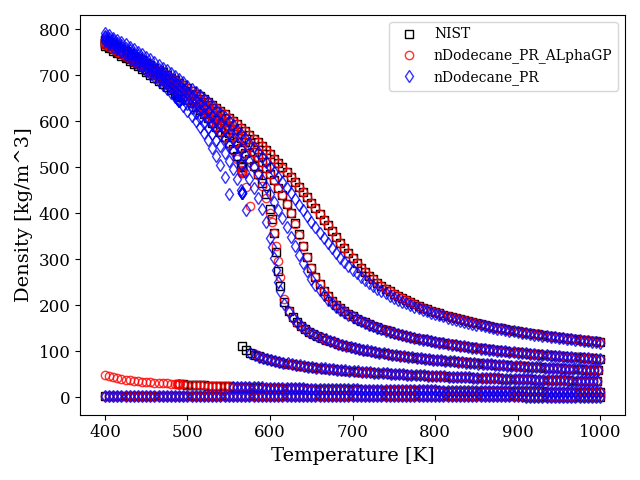 800
700
600
500
400
300
200
100
0
Density [kg/m^3]
NIST
nDodecane_PR_ALphaGP
nDodecane_PR
400 500 600 700 800 900 1000
Temperature [K]